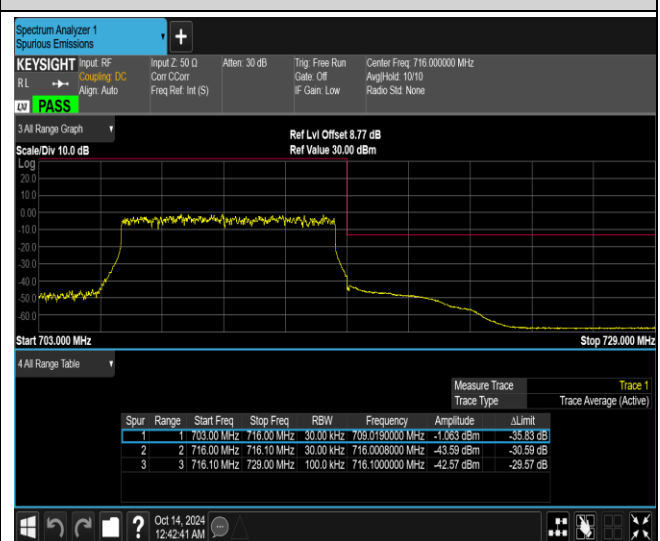 Spectrum Analyzer 1
Spurious Emissions
KEYSIGHT Input: RF Input Z: 50 Ω Atten: 30 dB Trig: Free Run Center Freq: 716.000000 MHz
RL Coupling: DC Corr CCorr Gate: Off Avg|Hold: 10/10
Align: Auto Freq Ref: Int (S) IF Gain: Low Radio Std: None
LXI PASS
3 All Range Graph
Ref Lvl Offset 8.77 dB
Scale/Div 10.0 dB Ref Value 30.00 dBm
Log
20.0
10.0
0.00
-10.0
-20.0
-30.0
-40.0
-50.0
-60.0
Start 703.000 MHz Stop 729.000 MHz
4 All Range Table
Measure Trace Trace 1
Trace Type Trace Average (Active)
Spur Range Start Freq Stop Freq RBW Frequency Amplitude ΔLimit
1 1 703.00 MHz 716.00 MHz 30.00 kHz 709.0190000 MHz -1.063 dBm -35.83 dB
2 2 716.00 MHz 716.10 MHz 30.00 kHz 716.0008000 MHz -43.59 dBm -30.59 dB
3 3 716.10 MHz 729.00 MHz 100.0 kHz 716.1000000 MHz -42.57 dBm -29.57 dB
? Oct 14, 2024
12:42:41 AM